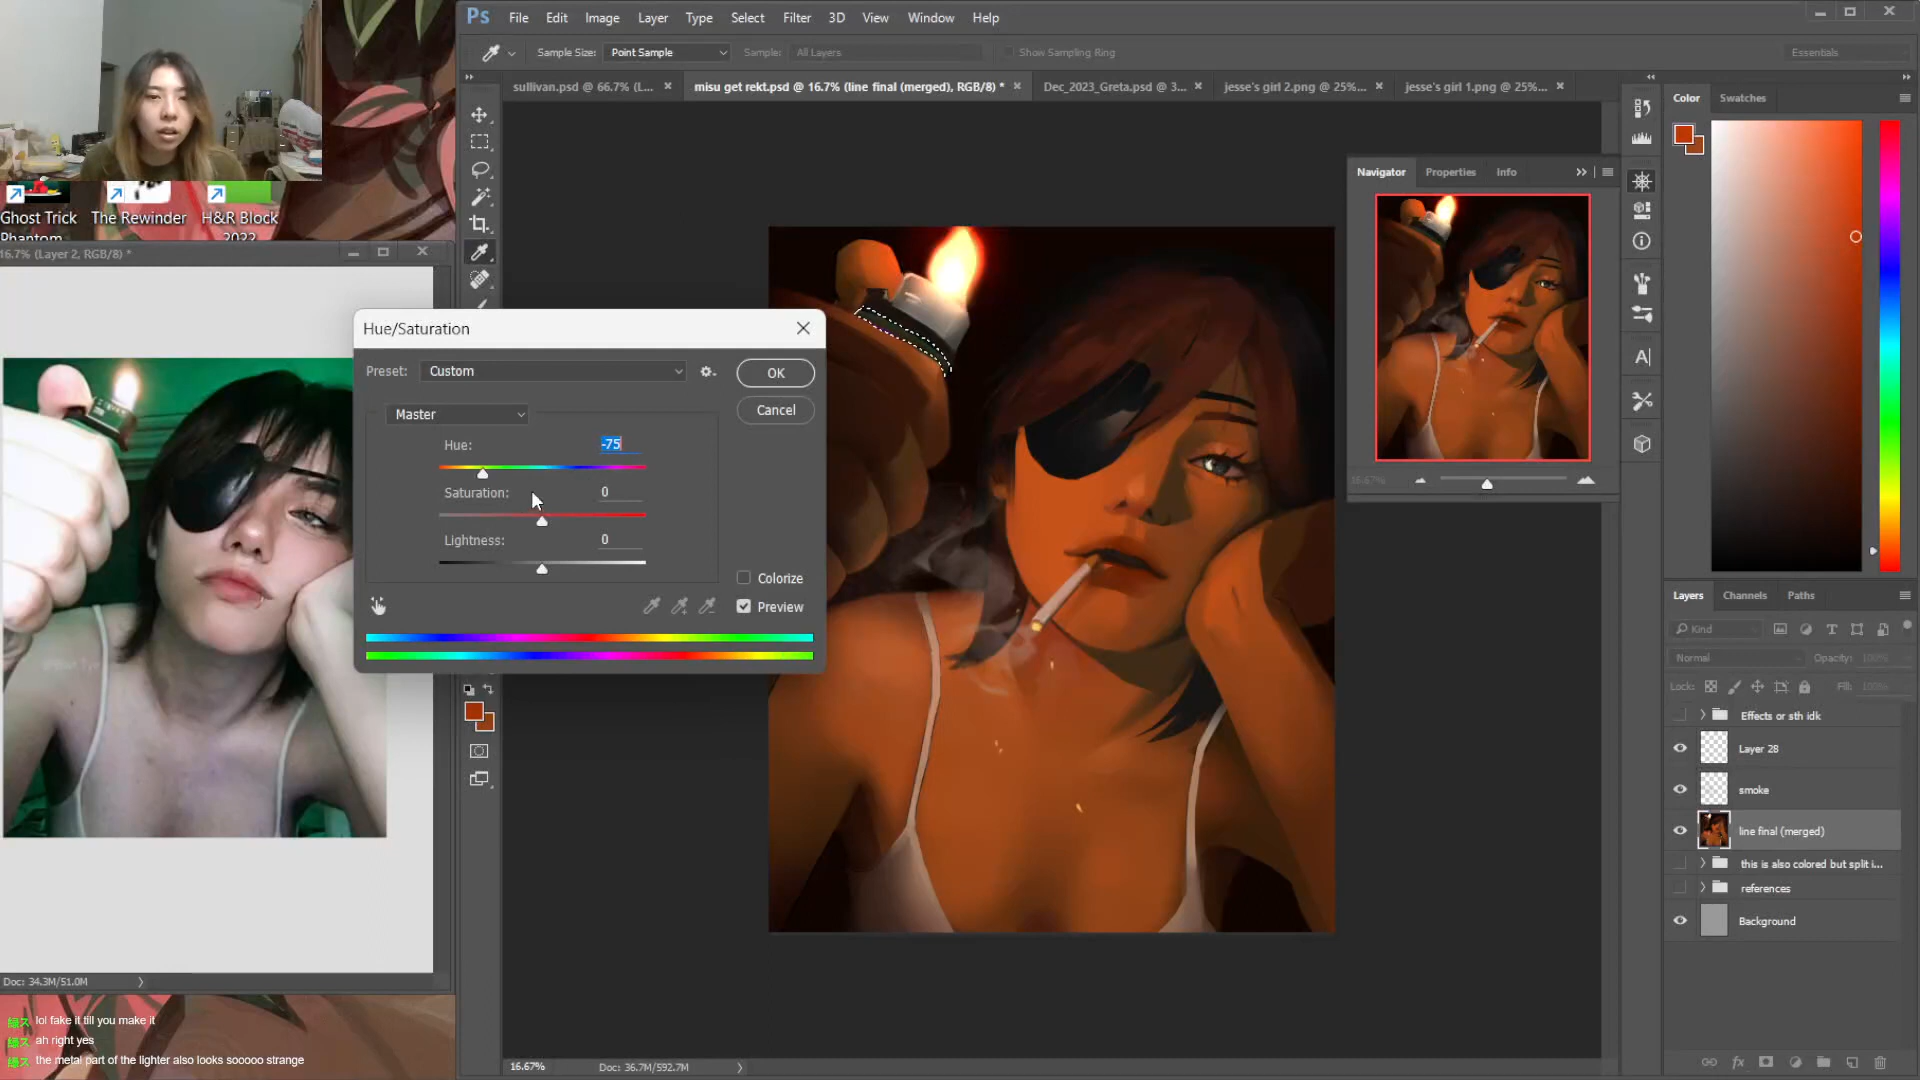 Ps File Edit Image Layer Type Select Filter 3D View Window Help
Sample Size: Point Sample Sample: All Layers Show Sampling Ring Essentials
sullivan.psd @ 66.7% (L... × misu get rekt.psd @ 16.7% (line final (merged), RGB/8) * × Dec_2023_Greta.psd @ 3... × jesse's girl 2.png @ 25%... × jesse's girl 1.png @ 25%... ×
Color Swatches
Navigator Properties Info
16.67%
Ghost Trick The Rewinder H&R Block
Phantom 2022
16.7% (Layer 2, RGB/8) *
Hue/Saturation
Preset: Custom
OK
Master
Cancel
Hue: -75
Saturation: 0
Lightness: 0
Colorize
Preview
A|
Layers Channels Paths
Kind
Normal Opacity: 100%
Lock: Fill: 100%
Effects or sth idk
Layer 28
smoke
line final (merged)
this is also colored but split i...
references
Background
fx
Doc: 34.3M/51.0M
lol fake it till you make it
ah right yes
the metal part of the lighter also looks sooooo strange
16.67% Doc: 36.7M/592.7M